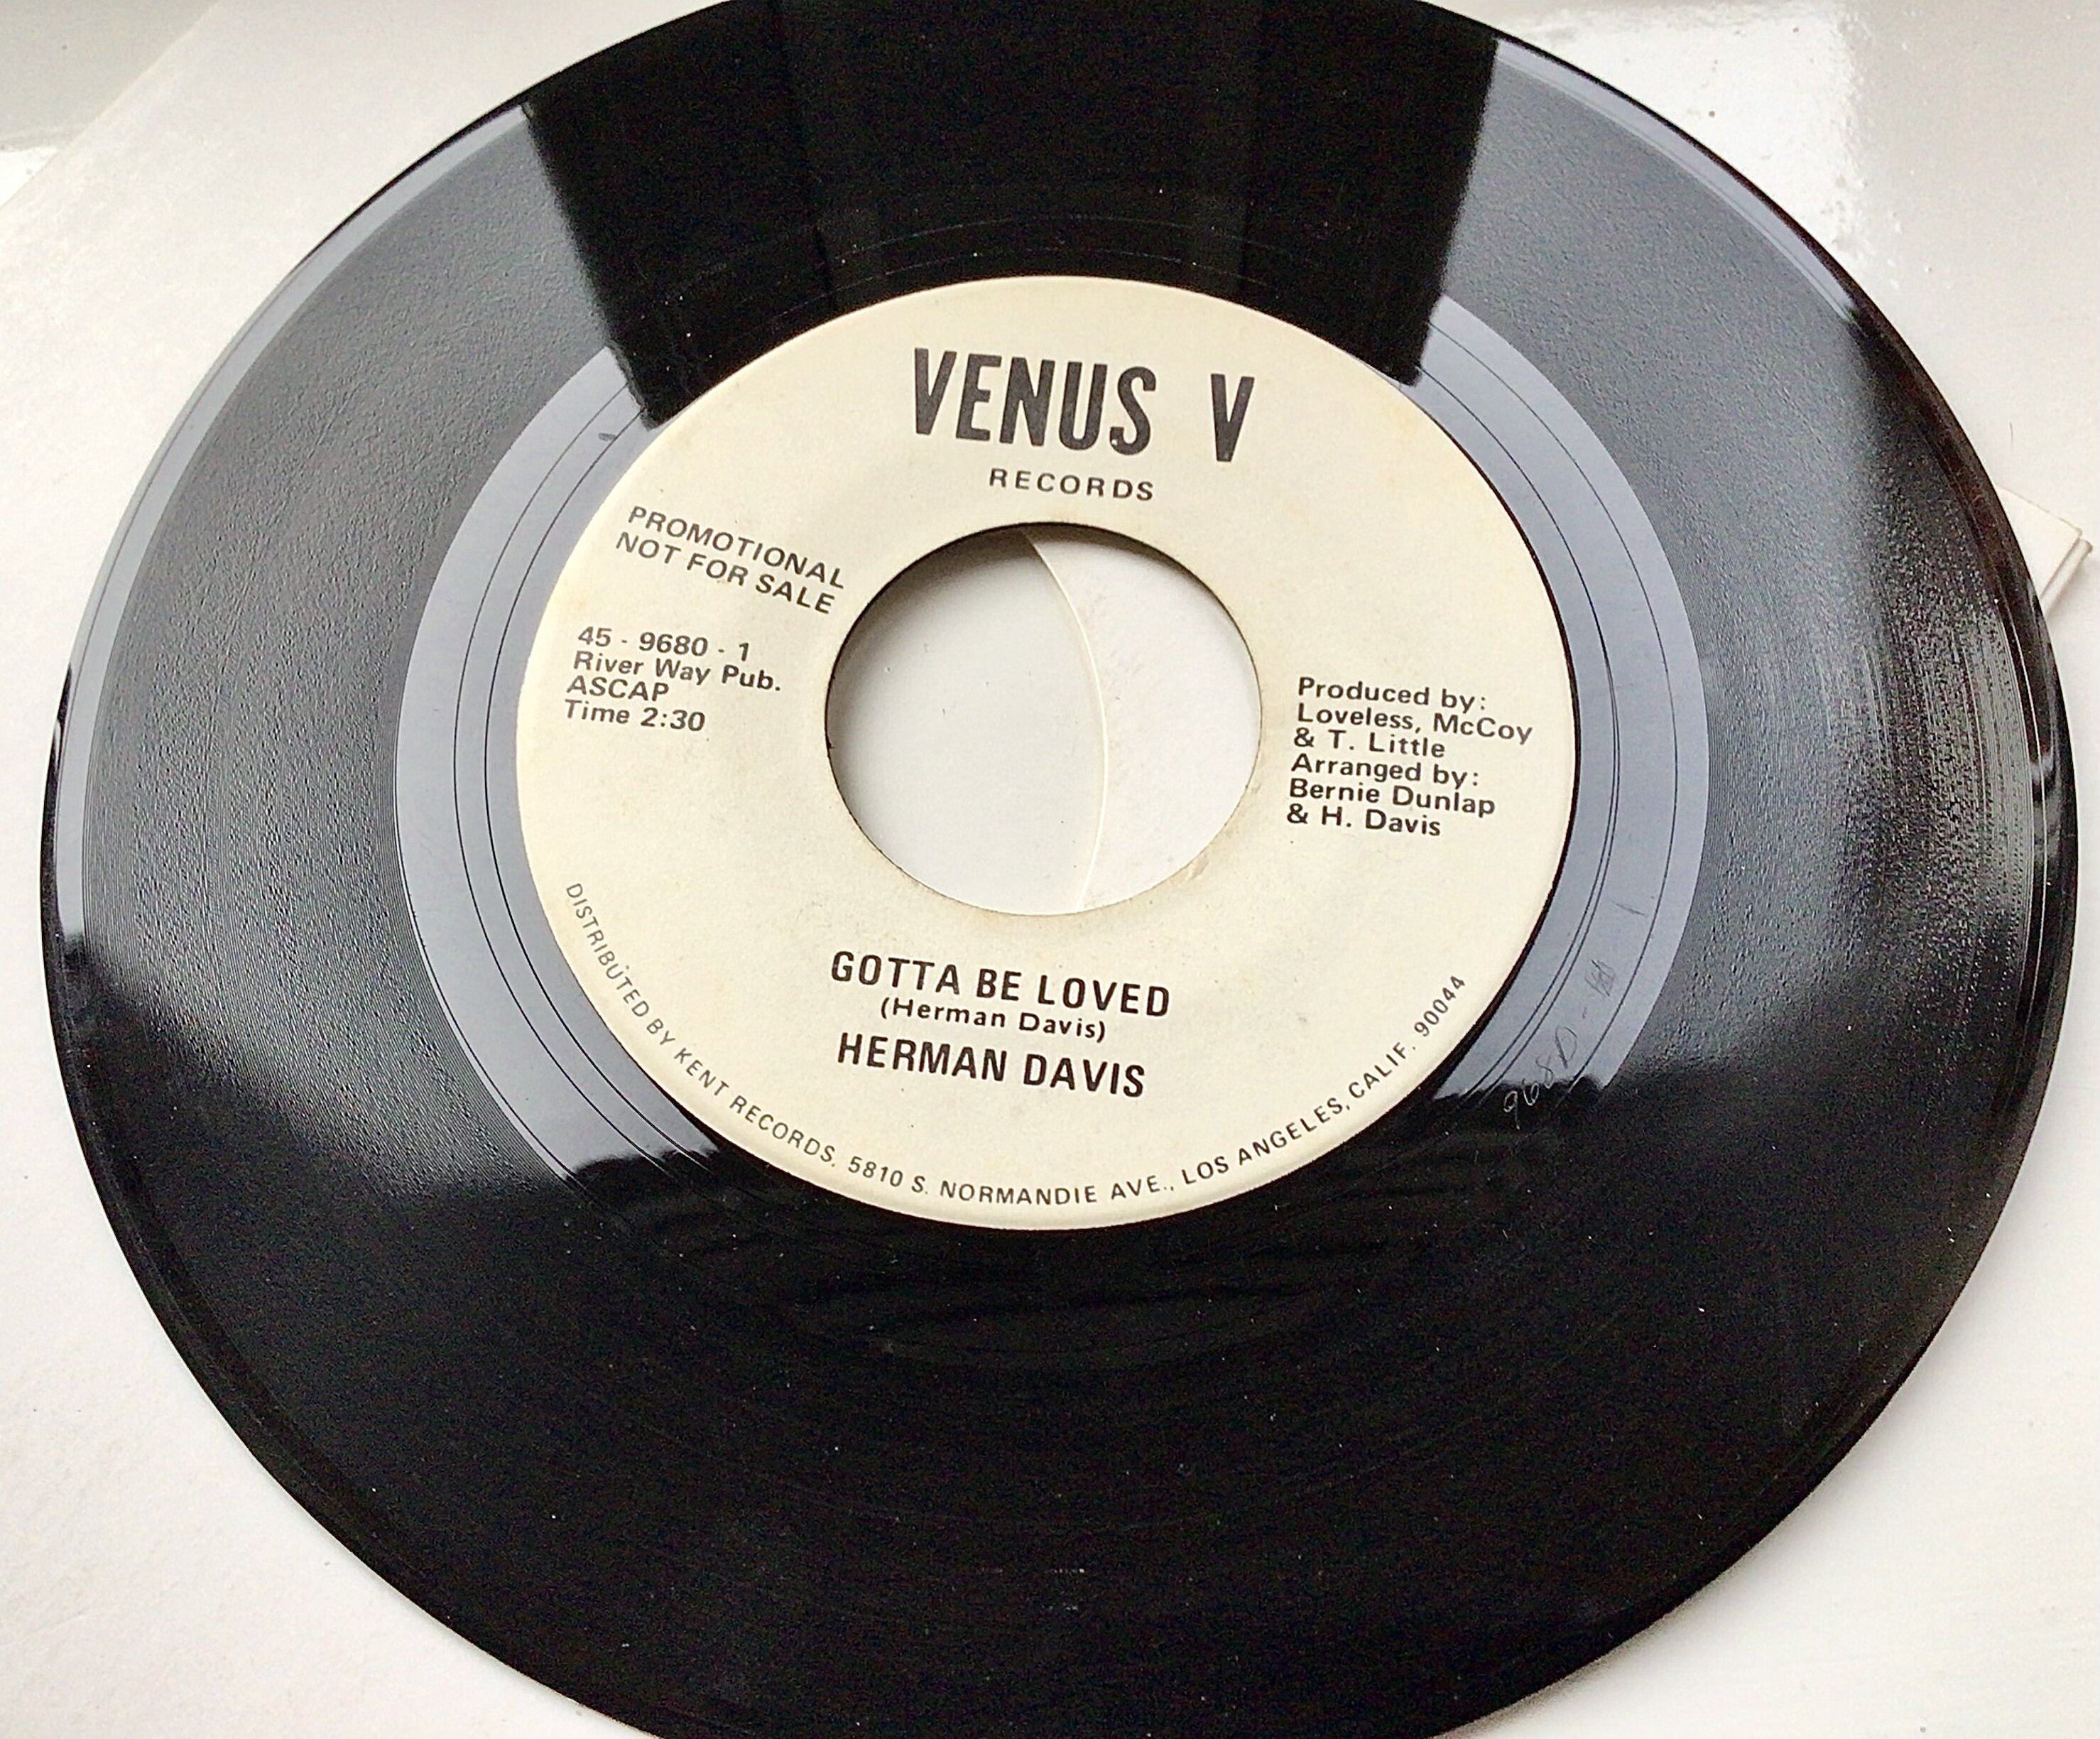 VENUS V
RECORDS
PROMOTIONAL
NOT FOR SALE
45 - 9680 - 1
River Way Pub.
ASCAP
Time 2:30
Produced by:
Loveless, McCoy
& T. Little
Arranged by:
Bernie Dunlap
& H. Davis
GOTTA BE LOVED
(Herman Davis)
HERMAN DAVIS
DISTRIBUTED BY KENT RECORDS, 5810 S. NORMANDIE AVE., LOS ANGELES, CALIF. 90044